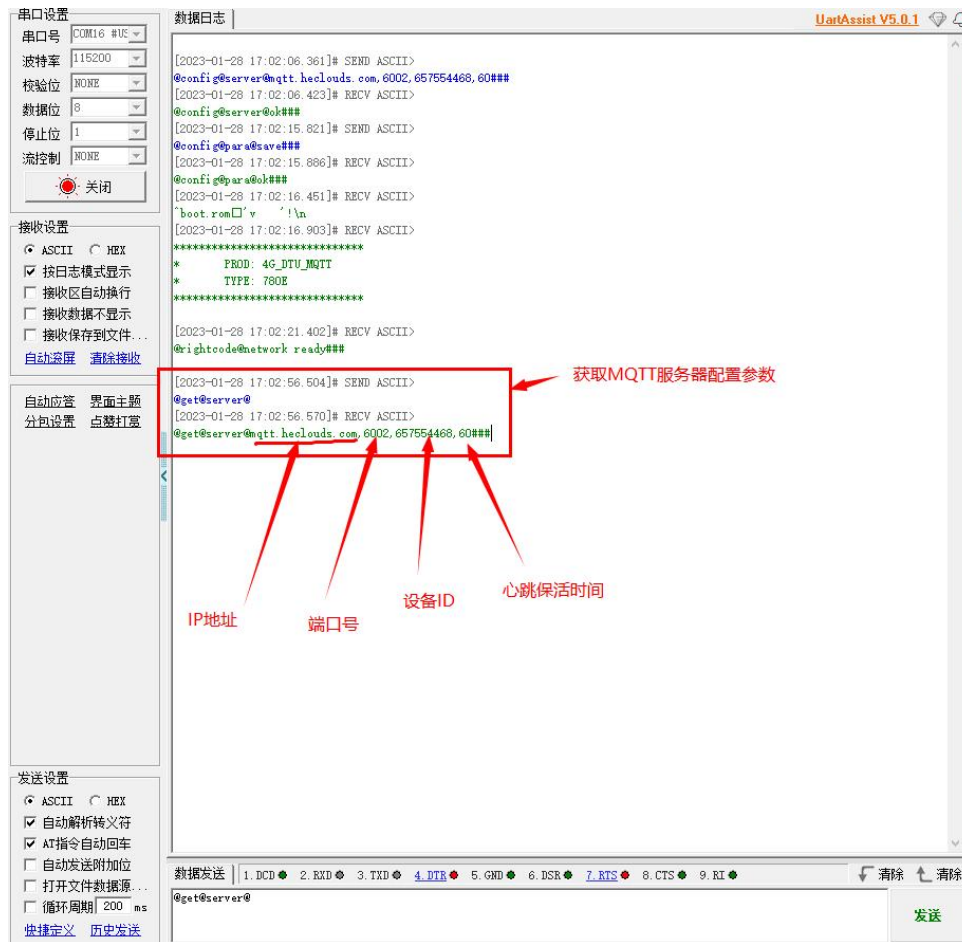 串口设置
串口号 COM16 #US
波特率 115200
校验位 NONE
数据位 8
停止位 1
流控制 NONE
关闭
接收设置
ASCII HEX
按日志模式显示
接收区自动换行
接收数据不显示
接收保存到文件...
自动滚屏 清除接收
自动应答 界面主题
分包设置 点赞打赏
发送设置
ASCII HEX
自动解析转义符
AT指令自动回车
自动发送附加位
打开文件数据源...
循环周期 200 ms
快捷定义 历史发送
数据日志 UartAssist V5.0.1
[2023-01-28 17:02:06.361]# SEND ASCII>
@config@server@mqtt.heclouds.com,6002,657554468,60###
[2023-01-28 17:02:06.423]# RECV ASCII>
@config@server@ok###
[2023-01-28 17:02:15.821]# SEND ASCII>
@config@para@save###
[2023-01-28 17:02:15.886]# RECV ASCII>
@config@para@ok###
[2023-01-28 17:02:16.451]# RECV ASCII>
^boot.rom□'v '!\n
[2023-01-28 17:02:16.903]# RECV ASCII>
******************************
* PROD: 4G_DTU_MQTT
* TYPE: 780E
******************************
[2023-01-28 17:02:21.402]# RECV ASCII>
@rightcode@network ready###
[2023-01-28 17:02:56.504]# SEND ASCII>
@get@server@
[2023-01-28 17:02:56.570]# RECV ASCII>
@get@server@mqtt.heclouds.com,6002,657554468,60###
获取MQTT服务器配置参数
IP地址
端口号
设备ID
心跳保活时间
数据发送 1.DCD 2.RXD 3.TXD 4.DTR 5.GND 6.DSR 7.RTS 8.CTS 9.RI 清除 清除
@get@server@
发送